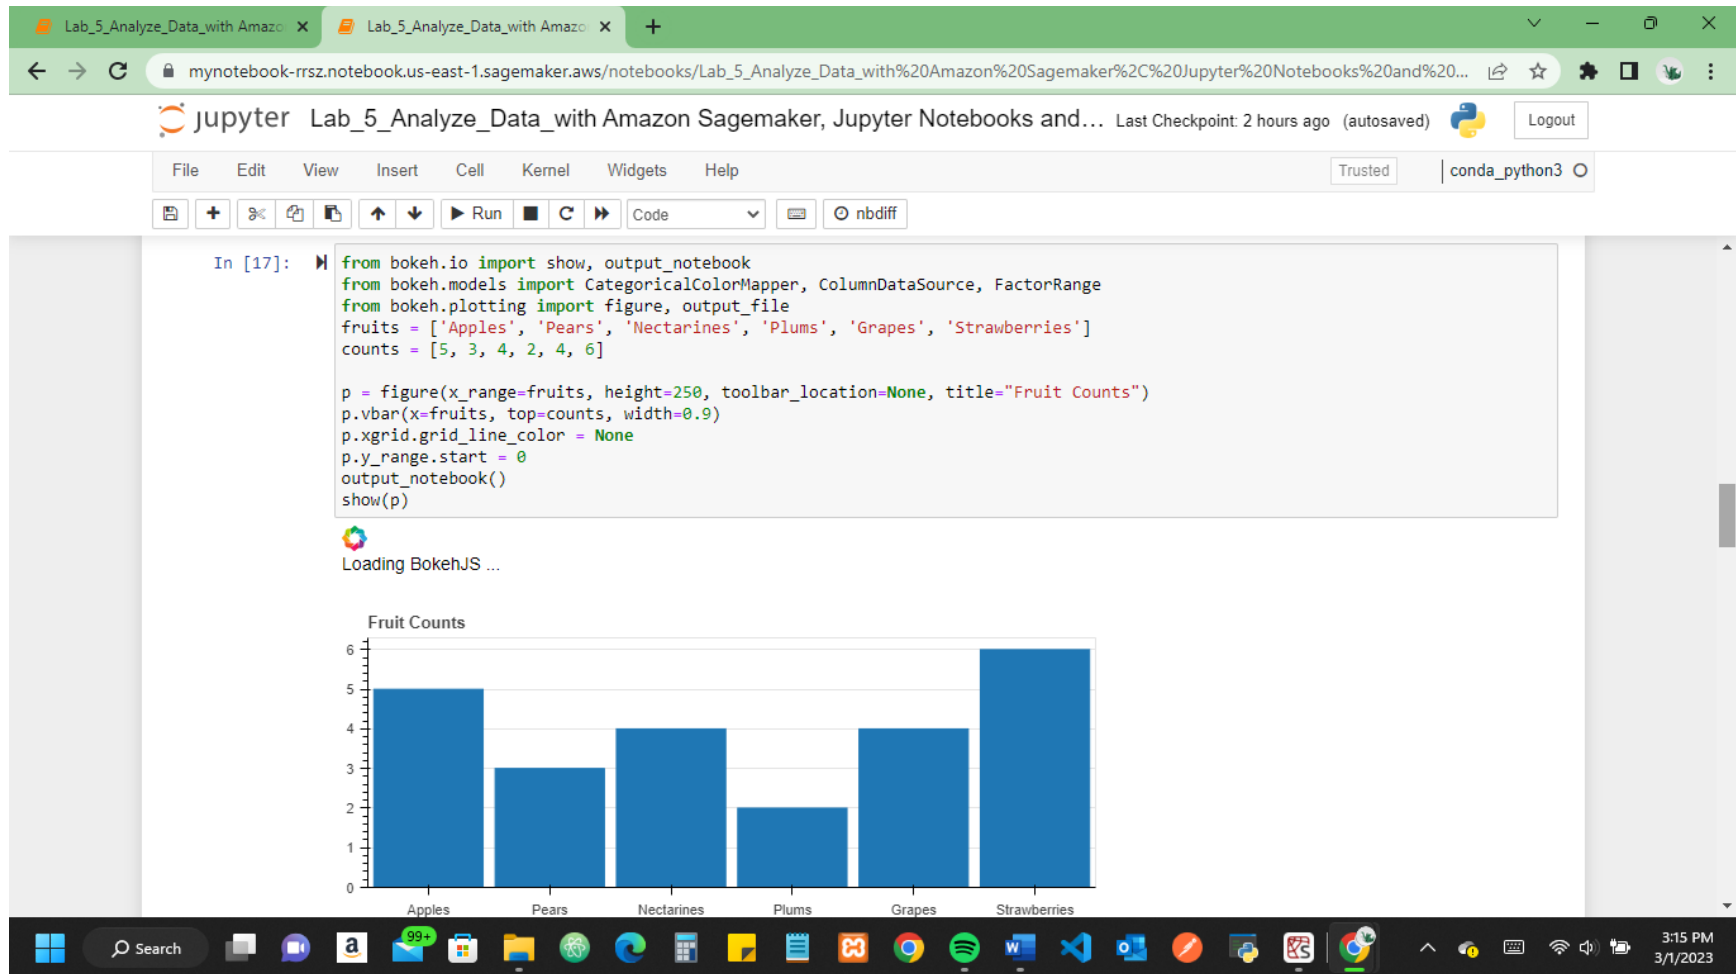 Lab_5_Analyze_Data_with Amazo
Lab_5_Analyze_Data_with Amazo
mynotebook-rrsz.notebook.us-east-1.sagemaker.aws/notebooks/Lab_5_Analyze_Data_with%20Amazon%20Sagemaker%2C%20Jupyter%20Notebooks%20and%20...
jupyter Lab_5_Analyze_Data_with Amazon Sagemaker, Jupyter Notebooks and... Last Checkpoint: 2 hours ago (autosaved) Logout
File Edit View Insert Cell Kernel Widgets Help Trusted conda_python3
Run Code nbdiff
In [17]: from bokeh.io import show, output_notebook
from bokeh.models import CategoricalColorMapper, ColumnDataSource, FactorRange
from bokeh.plotting import figure, output_file
fruits = ['Apples', 'Pears', 'Nectarines', 'Plums', 'Grapes', 'Strawberries']
counts = [5, 3, 4, 2, 4, 6]
p = figure(x_range=fruits, height=250, toolbar_location=None, title="Fruit Counts")
p.vbar(x=fruits, top=counts, width=0.9)
p.xgrid.grid_line_color = None
p.y_range.start = 0
output_notebook()
show(p)
Loading BokehJS ...
Fruit Counts
6
5
4
3
2
1
0
Apples Pears Nectarines Plums Grapes Strawberries
Search
99+
3:15 PM
3/1/2023